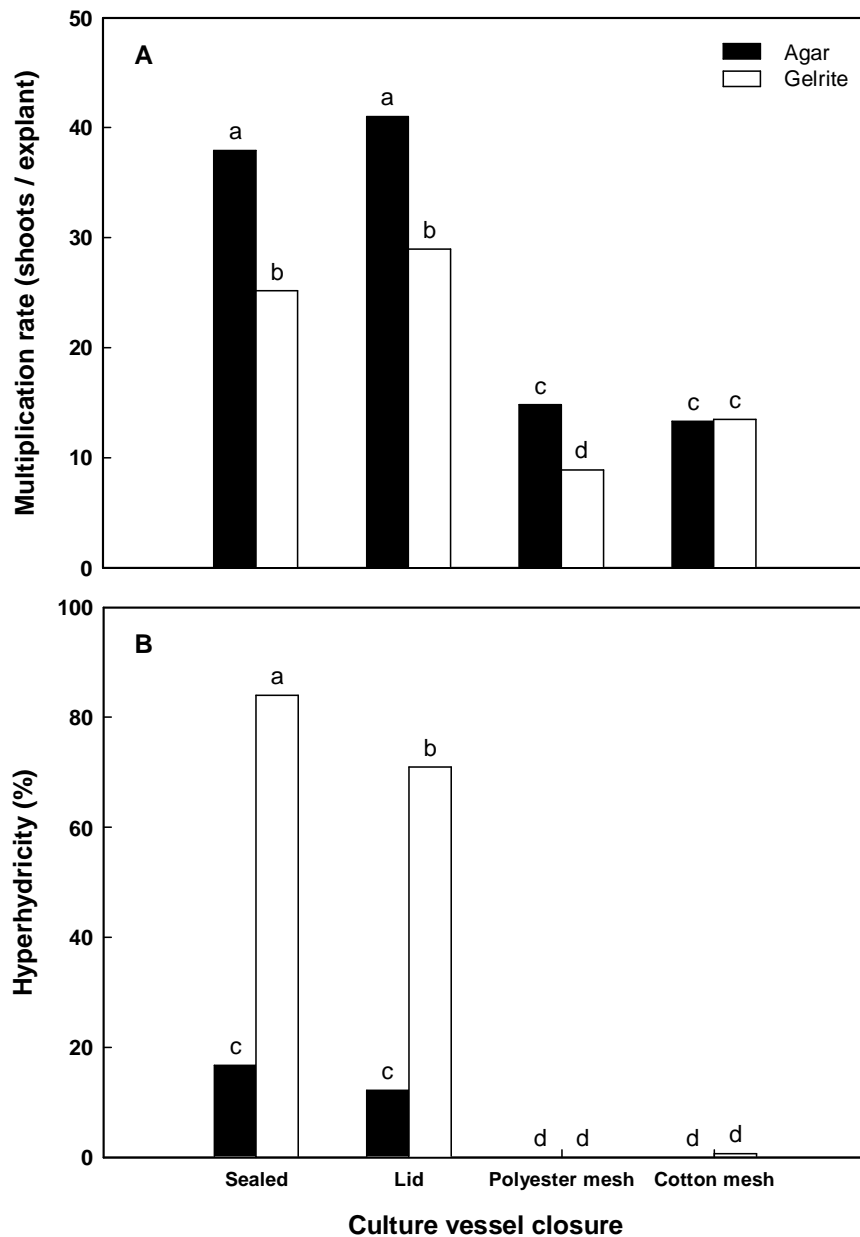 50
A
Agar
Gelrite
a
a
40
b
b
30
20
c
c
c
d
10
0
Multiplication rate (shoots / explant)
100
B
a
80
b
60
40
20
c
c
d
d
d
d
0
Hyperhydricity (%)
Sealed
Lid
Polyester mesh
Cotton mesh
Culture vessel closure